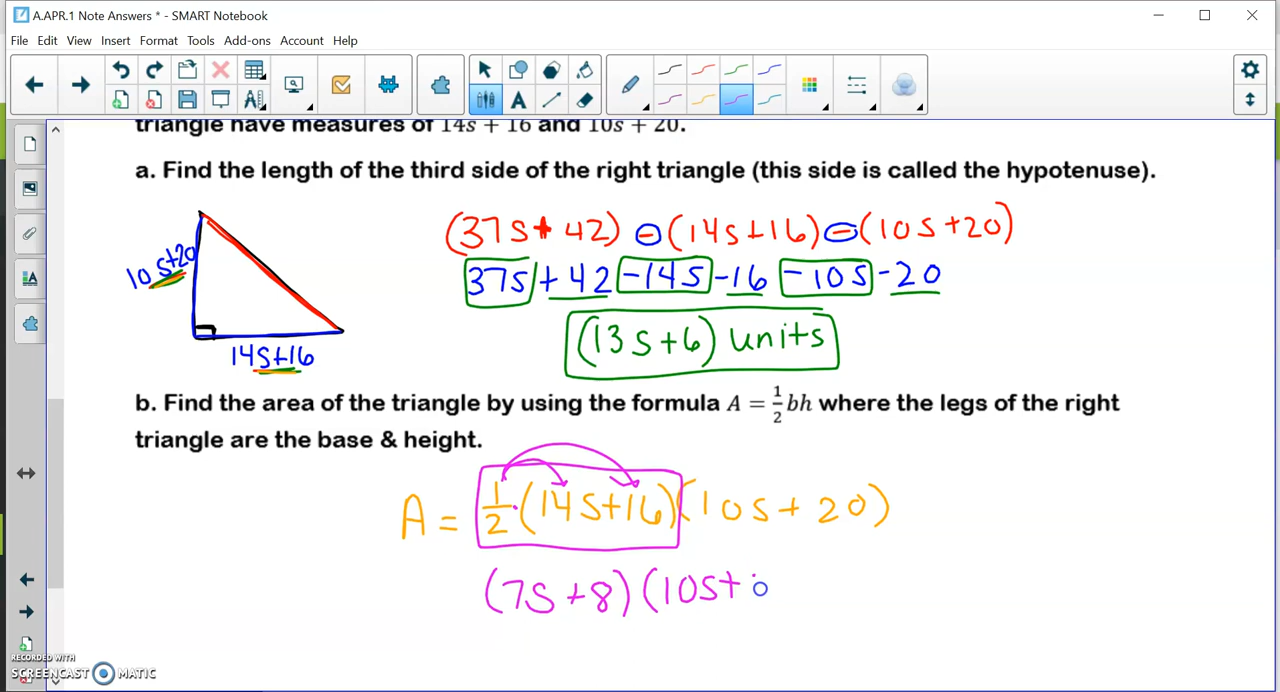 A.APR.1 Note Answers * - SMART Notebook
File Edit View Insert Format Tools Add-ons Account Help
triangle have measures of 14s + 16 and 10s + 20.
a. Find the length of the third side of the right triangle (this side is called the hypotenuse).
(37s + 42) - (14s+16) - (10s+20)
10s+20
37s + 42 -14s -16 -10s -20
(13s+6) units
14s+16
b. Find the area of the triangle by using the formula A = 1/2 bh where the legs of the right
triangle are the base & height.
A = 1/2 · (14s+16)(10s+20)
(7s+8)(10s+
RECORDED WITH
SCREENCAST MATIC